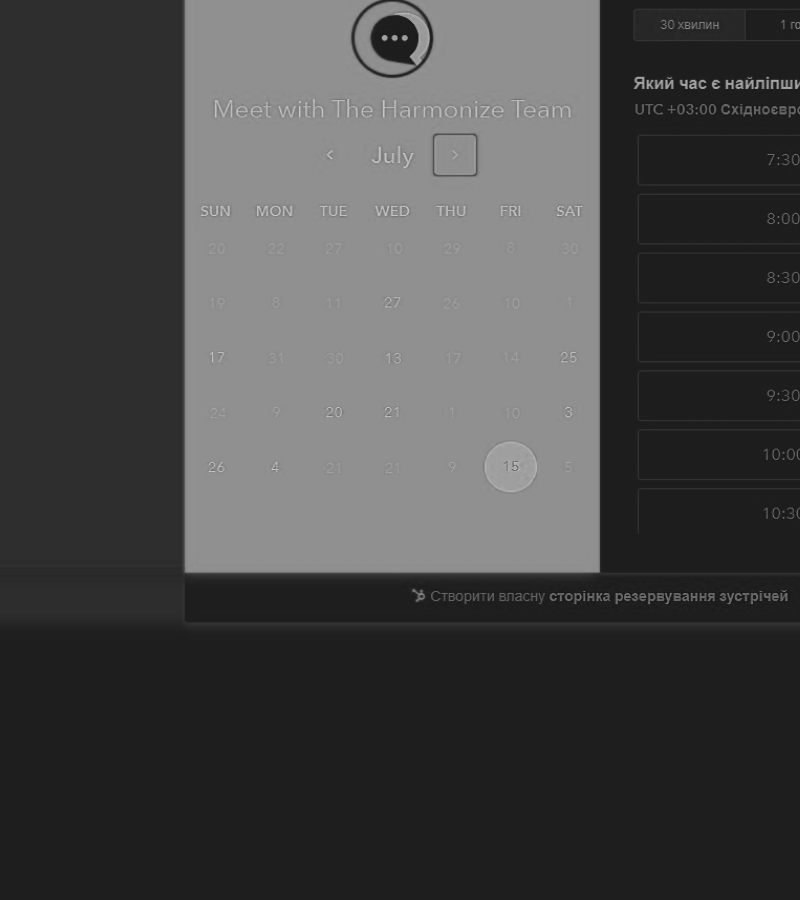 Meet with The Harmonize Team
July
SUN MON TUE WED THU FRI SAT
20 22 27 10 29 8 30
19 8 11 27 26 10 1
17 31 30 13 17 14 25
24 9 20 21 1 10 3
26 4 21 21 9 15 5
30 хвилин
1 го
Який час є найліпши
UTC +03:00 Східноєвро
7:30
8:00
8:30
9:00
9:30
10:00
10:30
Створити власну сторінка резервування зустрічей